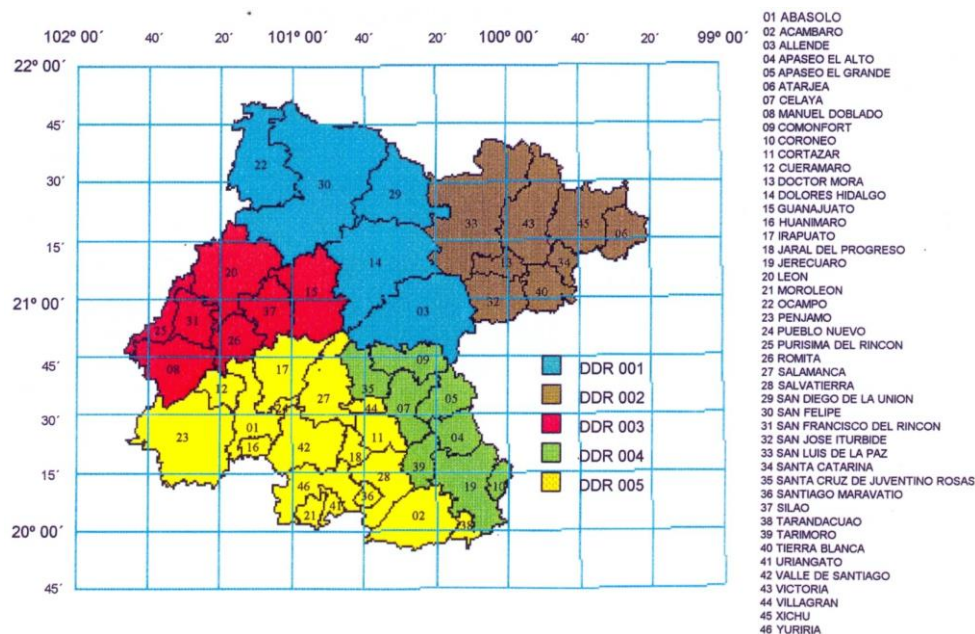 102° 00´ 40´ 20´ 101° 00´ 40´ 20´ 100° 00´ 40´ 20´ 99° 00´
22° 00´
45´
30´
15´
21° 00´
45´
30´
15´
20° 00´
45´
22
30
29
33
43
45
06
14
13
34
32
40
20
15
37
31
25
26
03
08
09
17
12
35
27
05
07
24
44
01
23
11
04
42
16
18
39
28
46
36
19
10
41
21
02
38
DDR 001
DDR 002
DDR 003
DDR 004
DDR 005
01 ABASOLO
02 ACAMBARO
03 ALLENDE
04 APASEO EL ALTO
05 APASEO EL GRANDE
06 ATARJEA
07 CELAYA
08 MANUEL DOBLADO
09 COMONFORT
10 CORONEO
11 CORTAZAR
12 CUERAMARO
13 DOCTOR MORA
14 DOLORES HIDALGO
15 GUANAJUATO
16 HUANIMARO
17 IRAPUATO
18 JARAL DEL PROGRESO
19 JERECUARO
20 LEON
21 MOROLEON
22 OCAMPO
23 PENJAMO
24 PUEBLO NUEVO
25 PURISIMA DEL RINCON
26 ROMITA
27 SALAMANCA
28 SALVATIERRA
29 SAN DIEGO DE LA UNION
30 SAN FELIPE
31 SAN FRANCISCO DEL RINCON
32 SAN JOSE ITURBIDE
33 SAN LUIS DE LA PAZ
34 SANTA CATARINA
35 SANTA CRUZ DE JUVENTINO ROSAS
36 SANTIAGO MARAVATIO
37 SILAO
38 TARANDACUAO
39 TARIMORO
40 TIERRA BLANCA
41 URIANGATO
42 VALLE DE SANTIAGO
43 VICTORIA
44 VILLAGRAN
45 XICHU
46 YURIRIA